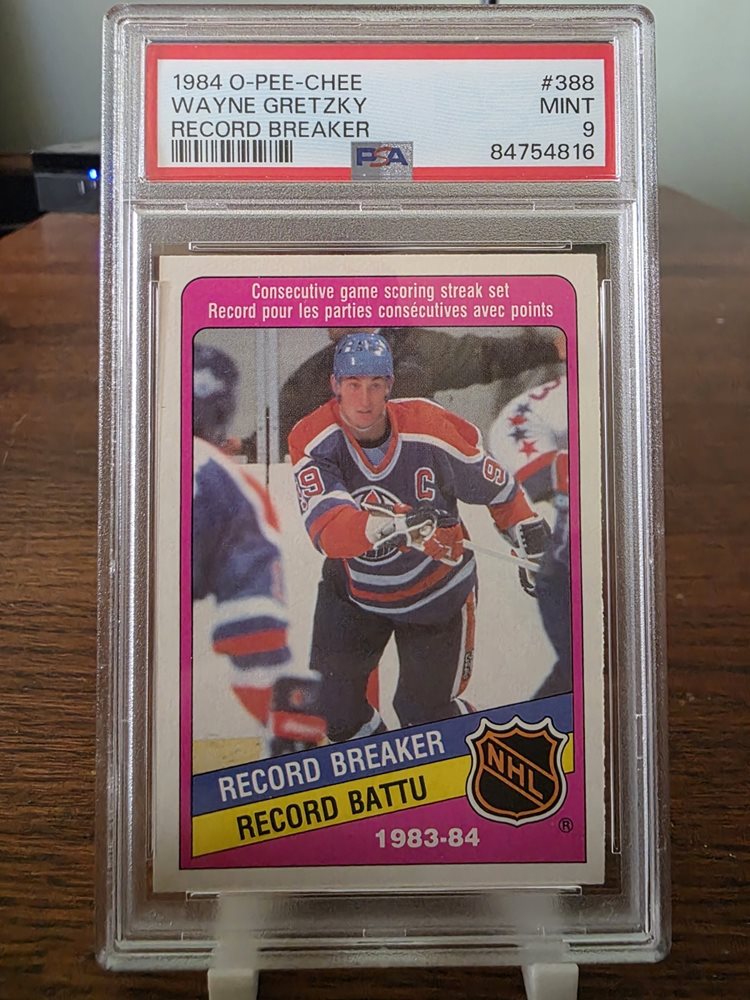 1984 O-PEE-CHEE #388
WAYNE GRETZKY MINT
RECORD BREAKER 9
PSA 84754816
Consecutive game scoring streak set
Record pour les parties consécutives avec points
99
C
9
RECORD BREAKER
RECORD BATTU
NHL
®
1983-84